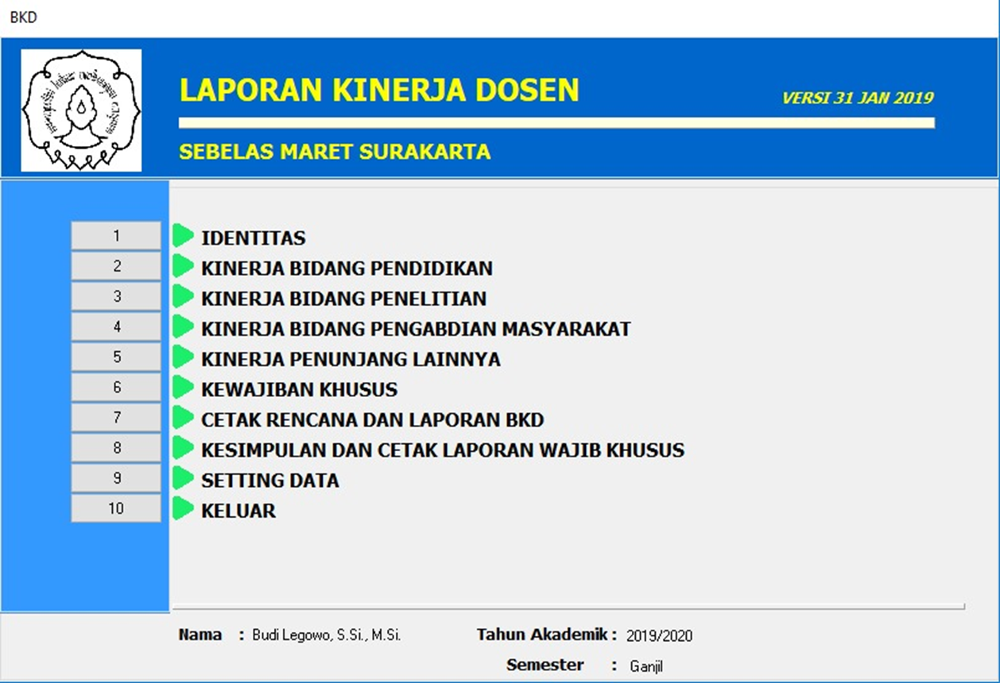 BKD
LAPORAN KINERJA DOSEN
VERSI 31 JAN 2019
SEBELAS MARET SURAKARTA
1 IDENTITAS
2 KINERJA BIDANG PENDIDIKAN
3 KINERJA BIDANG PENELITIAN
4 KINERJA BIDANG PENGABDIAN MASYARAKAT
5 KINERJA PENUNJANG LAINNYA
6 KEWAJIBAN KHUSUS
7 CETAK RENCANA DAN LAPORAN BKD
8 KESIMPULAN DAN CETAK LAPORAN WAJIB KHUSUS
9 SETTING DATA
10 KELUAR
Nama : Budi Legowo, S.Si., M.Si. Tahun Akademik : 2019/2020
Semester : Ganjil